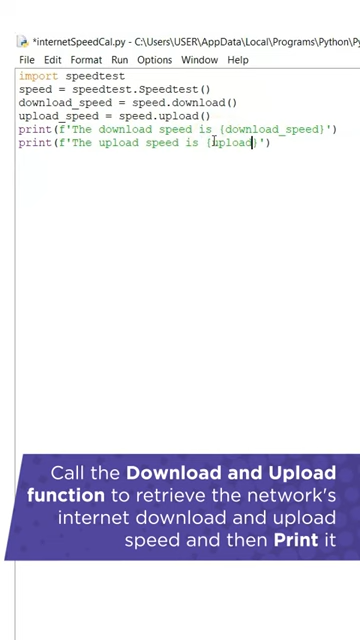 *internetSpeedCal.py - C:\Users\USER\AppData\Local\Programs\Python\Py
File Edit Format Run Options Window Help
import speedtest
speed = speedtest.Speedtest()
download_speed = speed.download()
upload_speed = speed.upload()
print(f'The download speed is {download_speed}')
print(f'The upload speed is {upload}')
Call the Download and Upload
function to retrieve the network's
internet download and upload
speed and then Print it